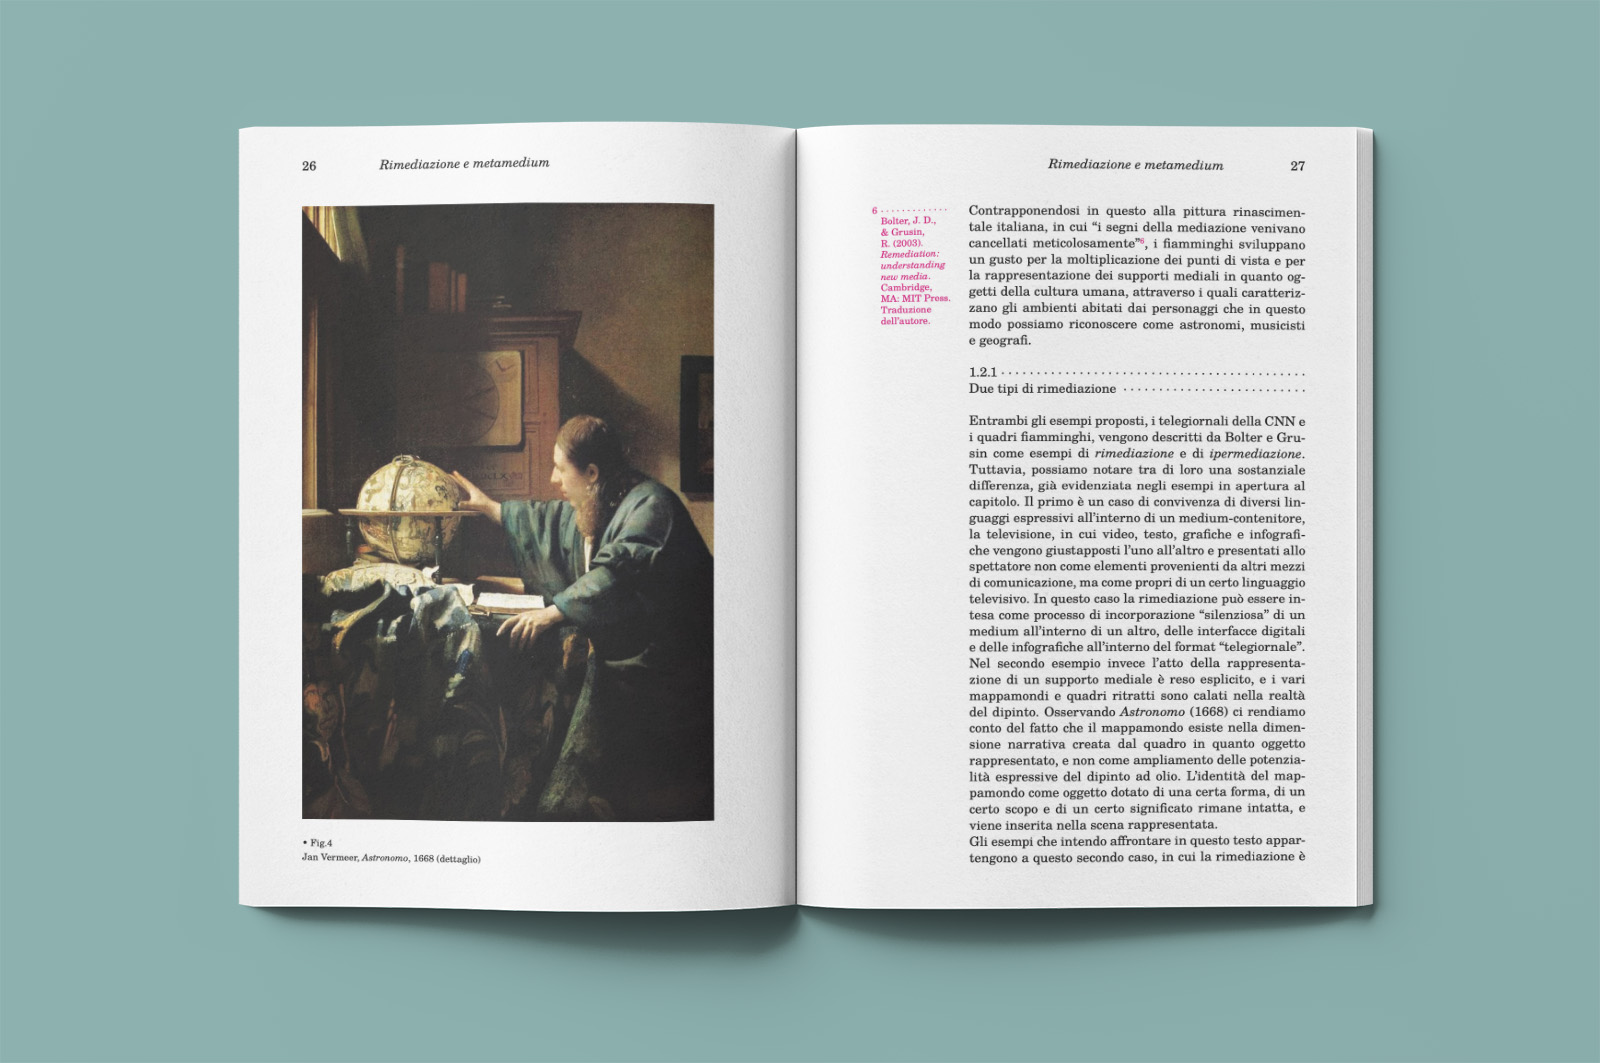 26
Rimediazione e metamedium
• Fig.4
Jan Vermeer, Astronomo, 1668 (dettaglio)
Rimediazione e metamedium
27
6 . . . . . . . . . . . . .
Bolter, J. D.,
& Grusin,
R. (2003).
Remediation:
understanding
new media.
Cambridge,
MA: MIT Press.
Traduzione
dell’autore.
Contrapponendosi in questo alla pittura rinascimen-
tale italiana, in cui “i segni della mediazione venivano
cancellati meticolosamente”6, i fiamminghi sviluppano
un gusto per la moltiplicazione dei punti di vista e per
la rappresentazione dei supporti mediali in quanto og-
getti della cultura umana, attraverso i quali caratteriz-
zano gli ambienti abitati dai personaggi che in questo
modo possiamo riconoscere come astronomi, musicisti
e geografi.
1.2.1 . . . . . . . . . . . . . . . . . . . . . . . . . . . . . . . . . . . . . . . . . . .
Due tipi di rimediazione . . . . . . . . . . . . . . . . . . . . . . . . . .
Entrambi gli esempi proposti, i telegiornali della CNN e
i quadri fiamminghi, vengono descritti da Bolter e Gru-
sin come esempi di rimediazione e di ipermediazione.
Tuttavia, possiamo notare tra di loro una sostanziale
differenza, già evidenziata negli esempi in apertura al
capitolo. Il primo è un caso di convivenza di diversi lin-
guaggi espressivi all’interno di un medium-contenitore,
la televisione, in cui video, testo, grafiche e infografi-
che vengono giustapposti l’uno all’altro e presentati allo
spettatore non come elementi provenienti da altri mezzi
di comunicazione, ma come propri di un certo linguaggio
televisivo. In questo caso la rimediazione può essere in-
tesa come processo di incorporazione “silenziosa” di un
medium all’interno di un altro, delle interfacce digitali
e delle infografiche all’interno del format “telegiornale”.
Nel secondo esempio invece l’atto della rappresenta-
zione di un supporto mediale è reso esplicito, e i vari
mappamondi e quadri ritratti sono calati nella realtà
del dipinto. Osservando Astronomo (1668) ci rendiamo
conto del fatto che il mappamondo esiste nella dimen-
sione narrativa creata dal quadro in quanto oggetto
rappresentato, e non come ampliamento delle potenzia-
lità espressive del dipinto ad olio. L’identità del map-
pamondo come oggetto dotato di una certa forma, di un
certo scopo e di un certo significato rimane intatta, e
viene inserita nella scena rappresentata.
Gli esempi che intendo affrontare in questo testo appar-
tengono a questo secondo caso, in cui la rimediazione è